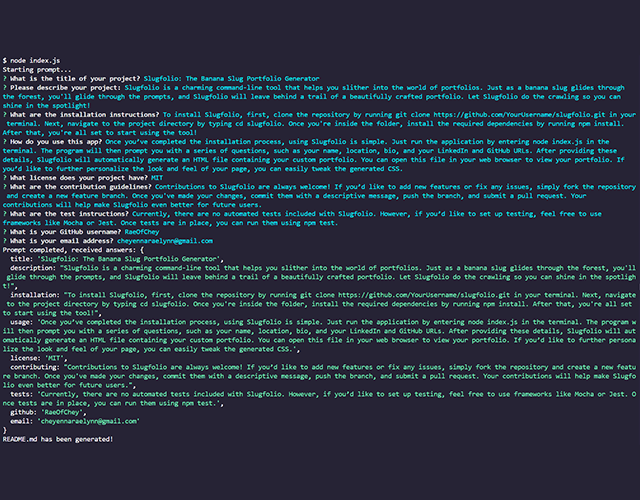 $ node index.js
Starting prompt...
? What is the title of your project? Slugfolio: The Banana Slug Portfolio Generator
? Please describe your project: Slugfolio is a charming command-line tool that helps you slither into the world of portfolios. Just as a banana slug glides through
the forest, you'll glide through the prompts, and Slugfolio will leave behind a trail of a beautifully crafted portfolio. Let Slugfolio do the crawling so you can
shine in the spotlight!
? What are the installation instructions? To install Slugfolio, first, clone the repository by running git clone https://github.com/YourUsername/slugfolio.git in your
terminal. Next, navigate to the project directory by typing cd slugfolio. Once you're inside the folder, install the required dependencies by running npm install.
After that, you're all set to start using the tool!
? How do you use this app? Once you've completed the installation process, using Slugfolio is simple. Just run the application by entering node index.js in the
terminal. The program will then prompt you with a series of questions, such as your name, location, bio, and your LinkedIn and GitHub URLs. After providing these
details, Slugfolio will automatically generate an HTML file containing your custom portfolio. You can open this file in your web browser to view your portfolio. If
you'd like to further personalize the look and feel of your page, you can easily tweak the generated CSS.
? What license does your project have? MIT
? What are the contribution guidelines? Contributions to Slugfolio are always welcome! If you'd like to add new features or fix any issues, simply fork the repository
and create a new feature branch. Once you've made your changes, commit them with a descriptive message, push the branch, and submit a pull request. Your
contributions will help make Slugfolio even better for future users.
? What are the test instructions? Currently, there are no automated tests included with Slugfolio. However, if you'd like to set up testing, feel free to use
frameworks like Mocha or Jest. Once tests are in place, you can run them using npm test.
? What is your GitHub username? RaeOfChey
? What is your email address? cheyennaraelynn@gmail.com
Prompt completed, received answers: {
title: 'Slugfolio: The Banana Slug Portfolio Generator',
description: "Slugfolio is a charming command-line tool that helps you slither into the world of portfolios. Just as a banana slug glides through the forest, you'll
glide through the prompts, and Slugfolio will leave behind a trail of a beautifully crafted portfolio. Let Slugfolio do the crawling so you can shine in the spotligh
t!",
installation: "To install Slugfolio, first, clone the repository by running git clone https://github.com/YourUsername/slugfolio.git in your terminal. Next, navigate
to the project directory by typing cd slugfolio. Once you're inside the folder, install the required dependencies by running npm install. After that, you're all set
to start using the tool!",
usage: "Once you've completed the installation process, using Slugfolio is simple. Just run the application by entering node index.js in the terminal. The program w
ill then prompt you with a series of questions, such as your name, location, bio, and your LinkedIn and GitHub URLs. After providing these details, Slugfolio will aut
omatically generate an HTML file containing your custom portfolio. You can open this file in your web browser to view your portfolio. If you'd like to further persona
lize the look and feel of your page, you can easily tweak the generated CSS.",
license: 'MIT',
contributing: "Contributions to Slugfolio are always welcome! If you'd like to add new features or fix any issues, simply fork the repository and create a new featu
re branch. Once you've made your changes, commit them with a descriptive message, push the branch, and submit a pull request. Your contributions will help make Slugfo
lio even better for future users.",
tests: "Currently, there are no automated tests included with Slugfolio. However, if you'd like to set up testing, feel free to use frameworks like Mocha or Jest. O
nce tests are in place, you can run them using npm test.",
github: 'RaeOfChey',
email: 'cheyennaraelynn@gmail.com'
}
README.md has been generated!